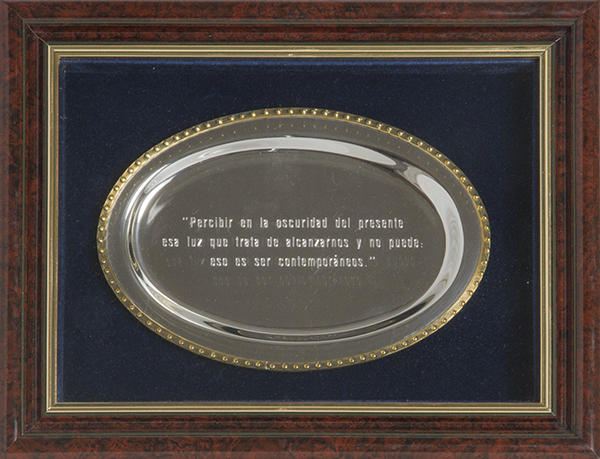 "Percibir en la oscuridad del presente
esa luz que trata de alcanzarnos y no puede:
eso es ser contemporáneos."